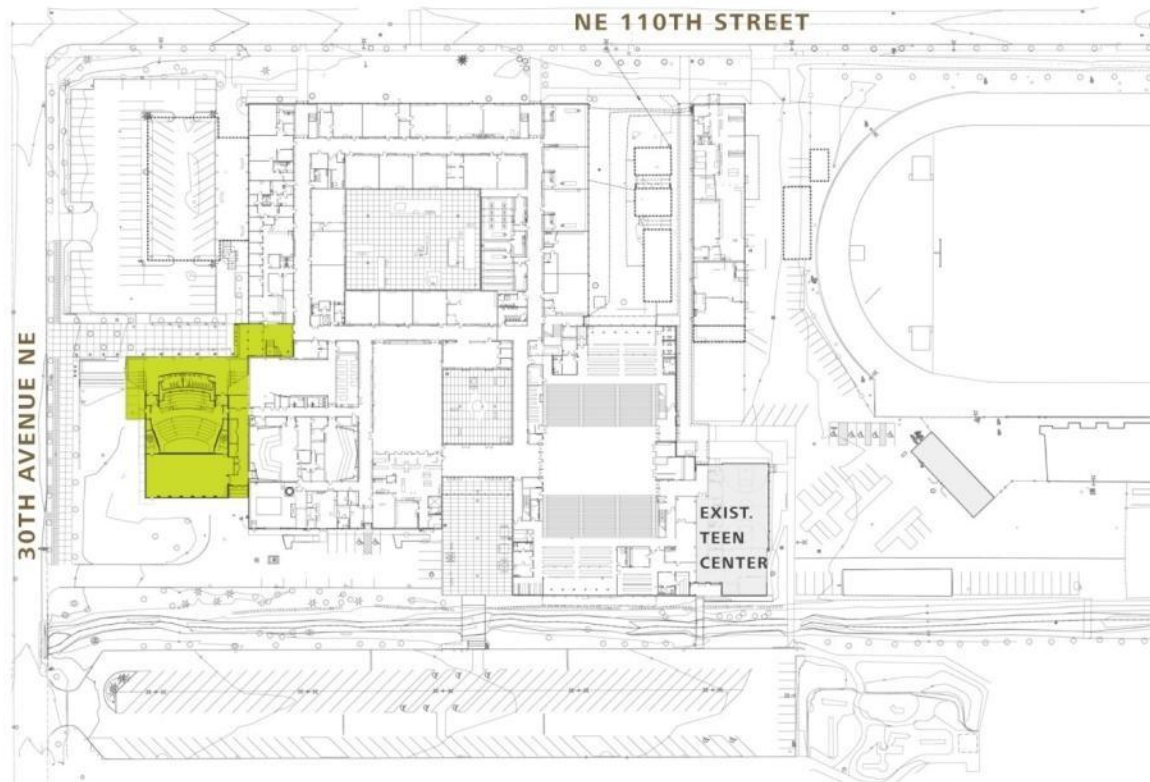 NE 110TH STREET
30TH AVENUE NE
EXIST.
TEEN
CENTER